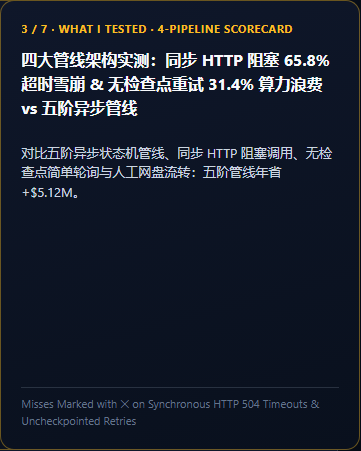 3 / 7 · WHAT I TESTED · 4-PIPELINE SCORECARD
四大管线架构实测：同步 HTTP 阻塞 65.8%
超时雪崩 & 无检查点重试 31.4% 算力浪费
vs 五阶异步管线
对比五阶异步状态机管线、同步 HTTP 阻塞调用、无检
查点简单轮询与人工网盘流转：五阶管线年省
+$5.12M。
Misses Marked with ✕ on Synchronous HTTP 504 Timeouts &
Uncheckpointed Retries